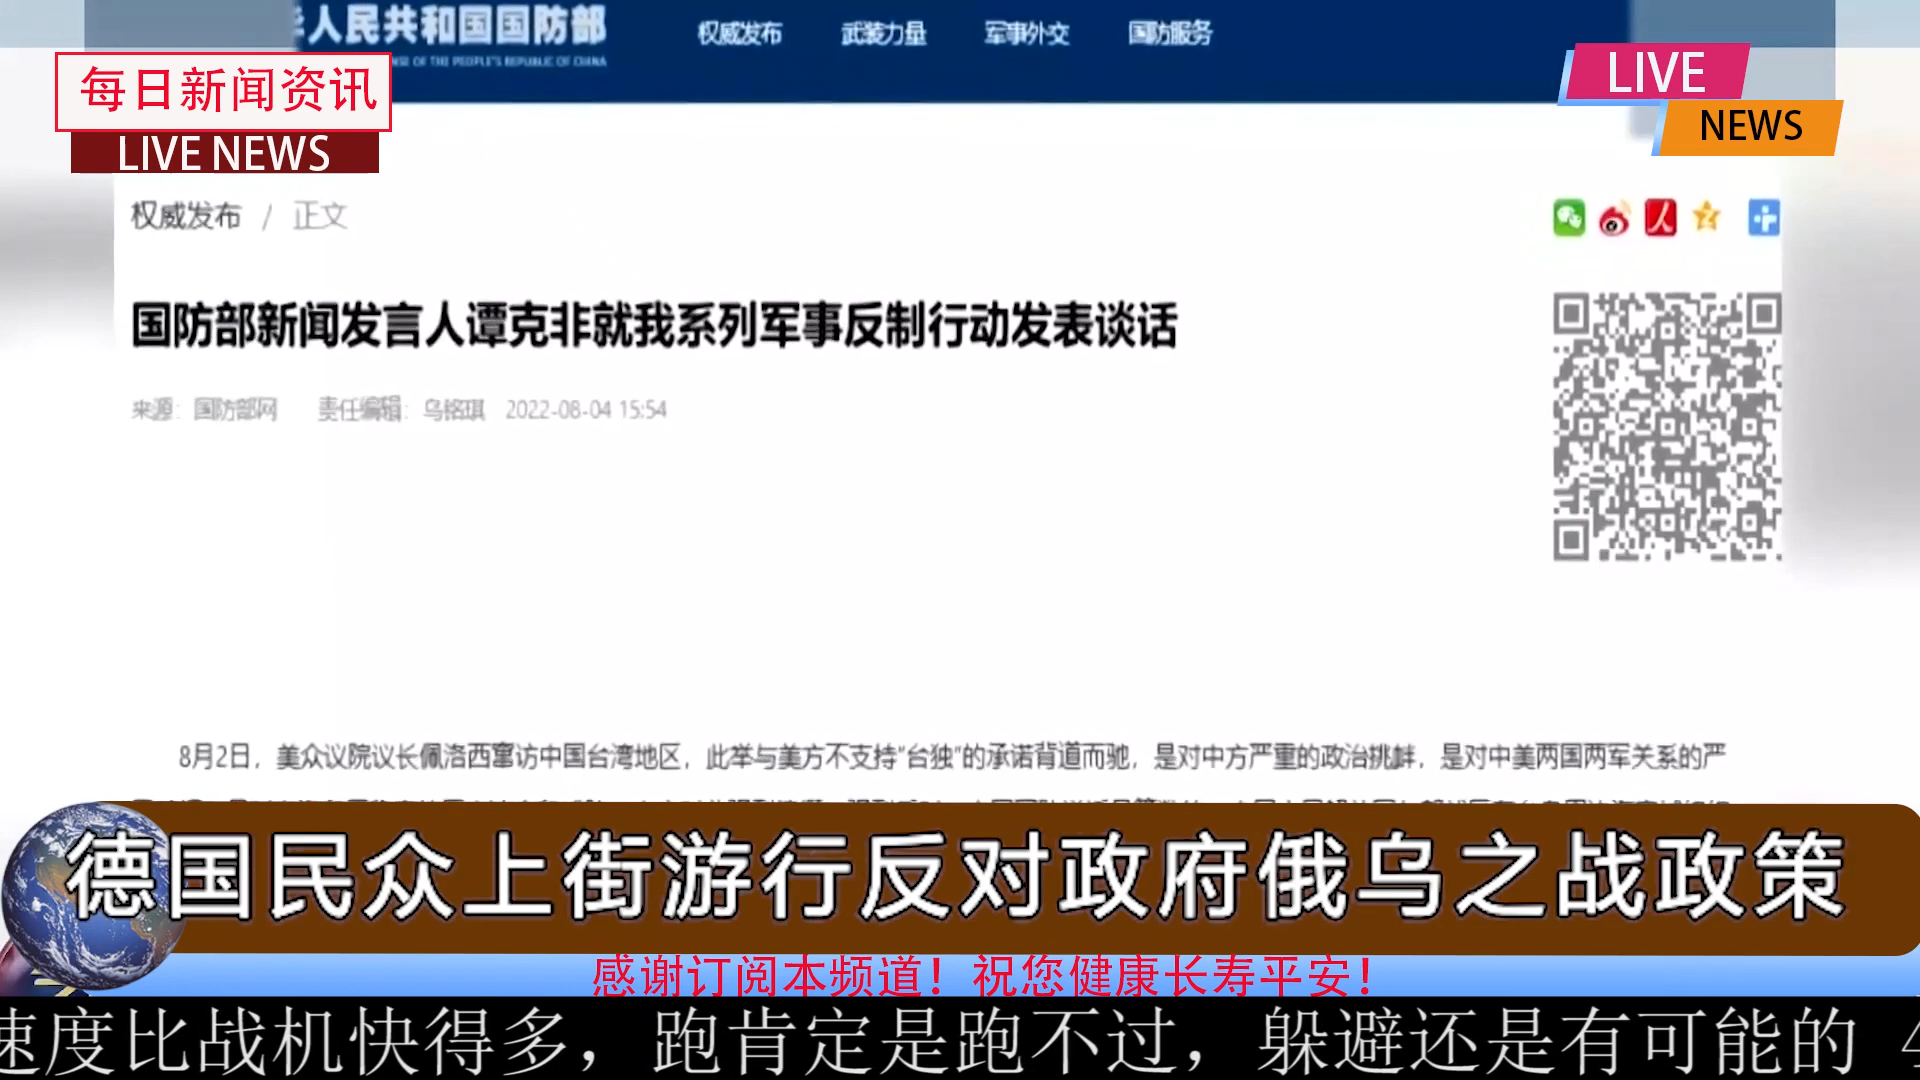 人民共和国国防部
OF THE PEOPLE'S REPUBLIC OF CHINA
权威发布 武装力量 军事外交 国防服务
每日新闻资讯
LIVE NEWS
LIVE
NEWS
权威发布 / 正文
国防部新闻发言人谭克非就我系列军事反制行动发表谈话
来源：国防部网 责任编辑：乌铭琪 2022-08-04 15:54
8月2日，美众议院议长佩洛西窜访中国台湾地区，此举与美方不支持“台独”的承诺背道而驰，是对中方严重的政治挑衅，是对中美两国两军关系的严
德国民众上街游行反对政府俄乌之战政策
感谢订阅本频道！祝您健康长寿平安！
速度比战机快得多，跑肯定是跑不过，躲避还是有可能的